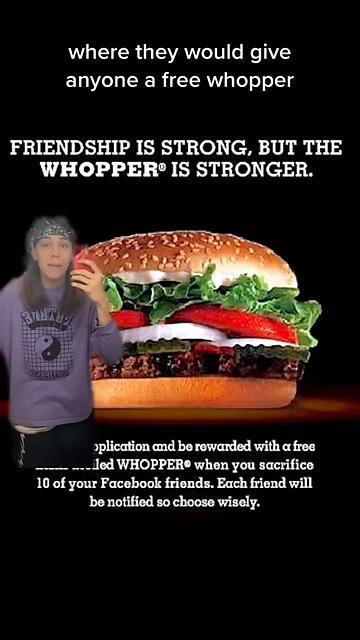 where they would give
anyone a free whopper
FRIENDSHIP IS STRONG, BUT THE
WHOPPER® IS STRONGER.
and be rewarded with a free
WHOPPER® when you sacrifice
10 of your Facebook friends. Each friend will
be notified so choose wisely.